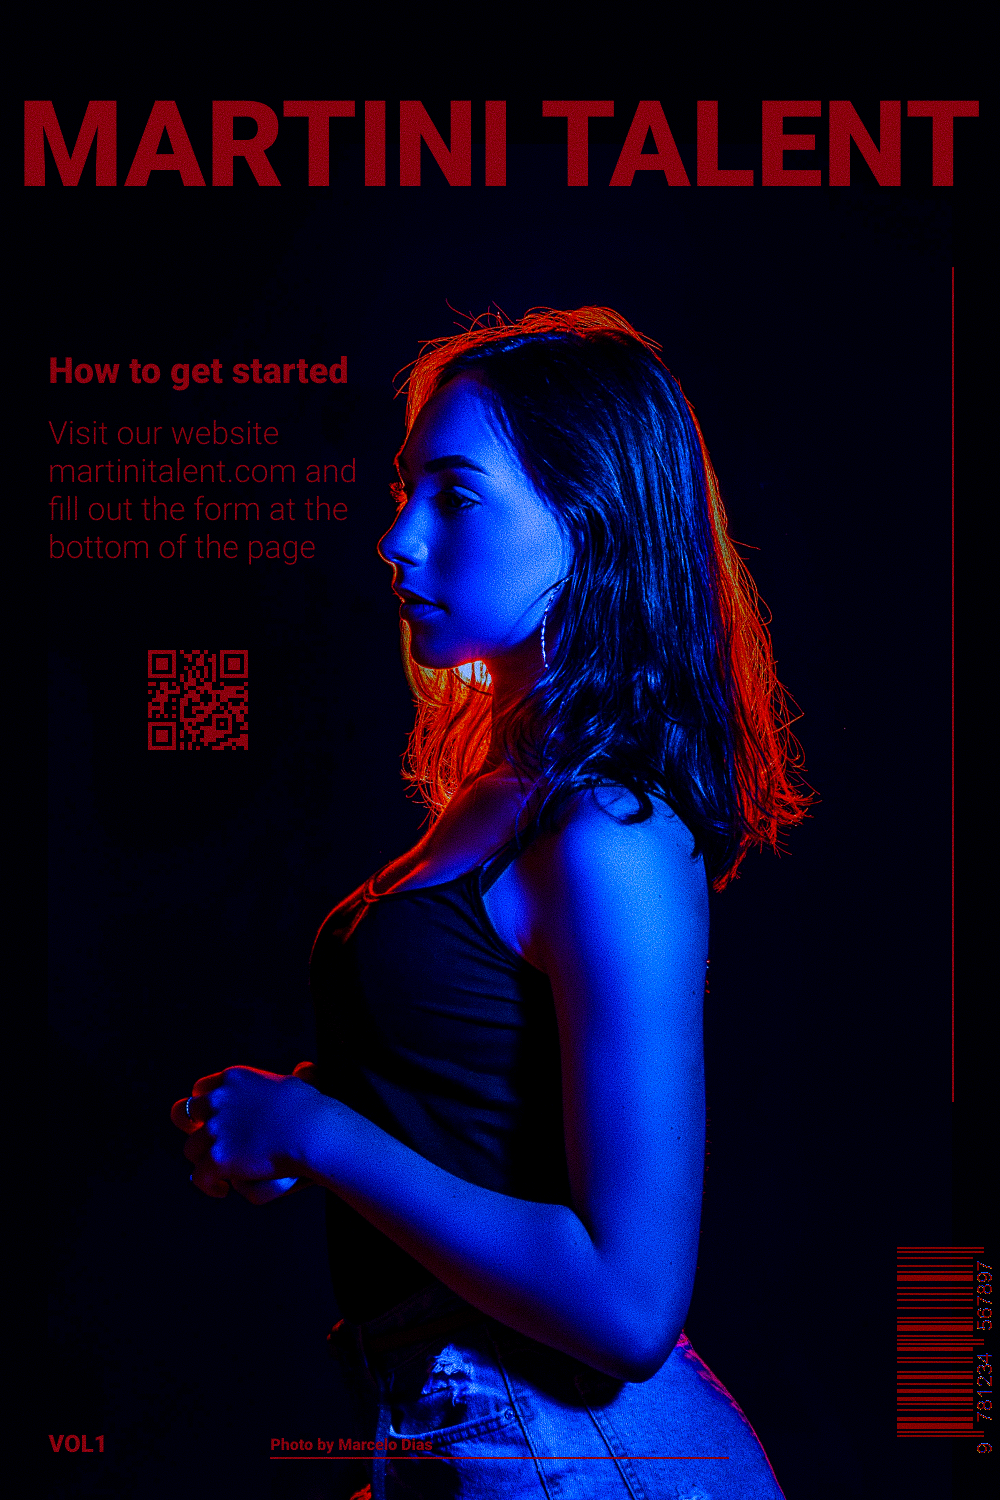 MARTINI TALENT
How to get started
Visit our website
martinitalent.com and
fill out the form at the
bottom of the page
VOL1
Photo by Marcelo Dias
9 781234 567897